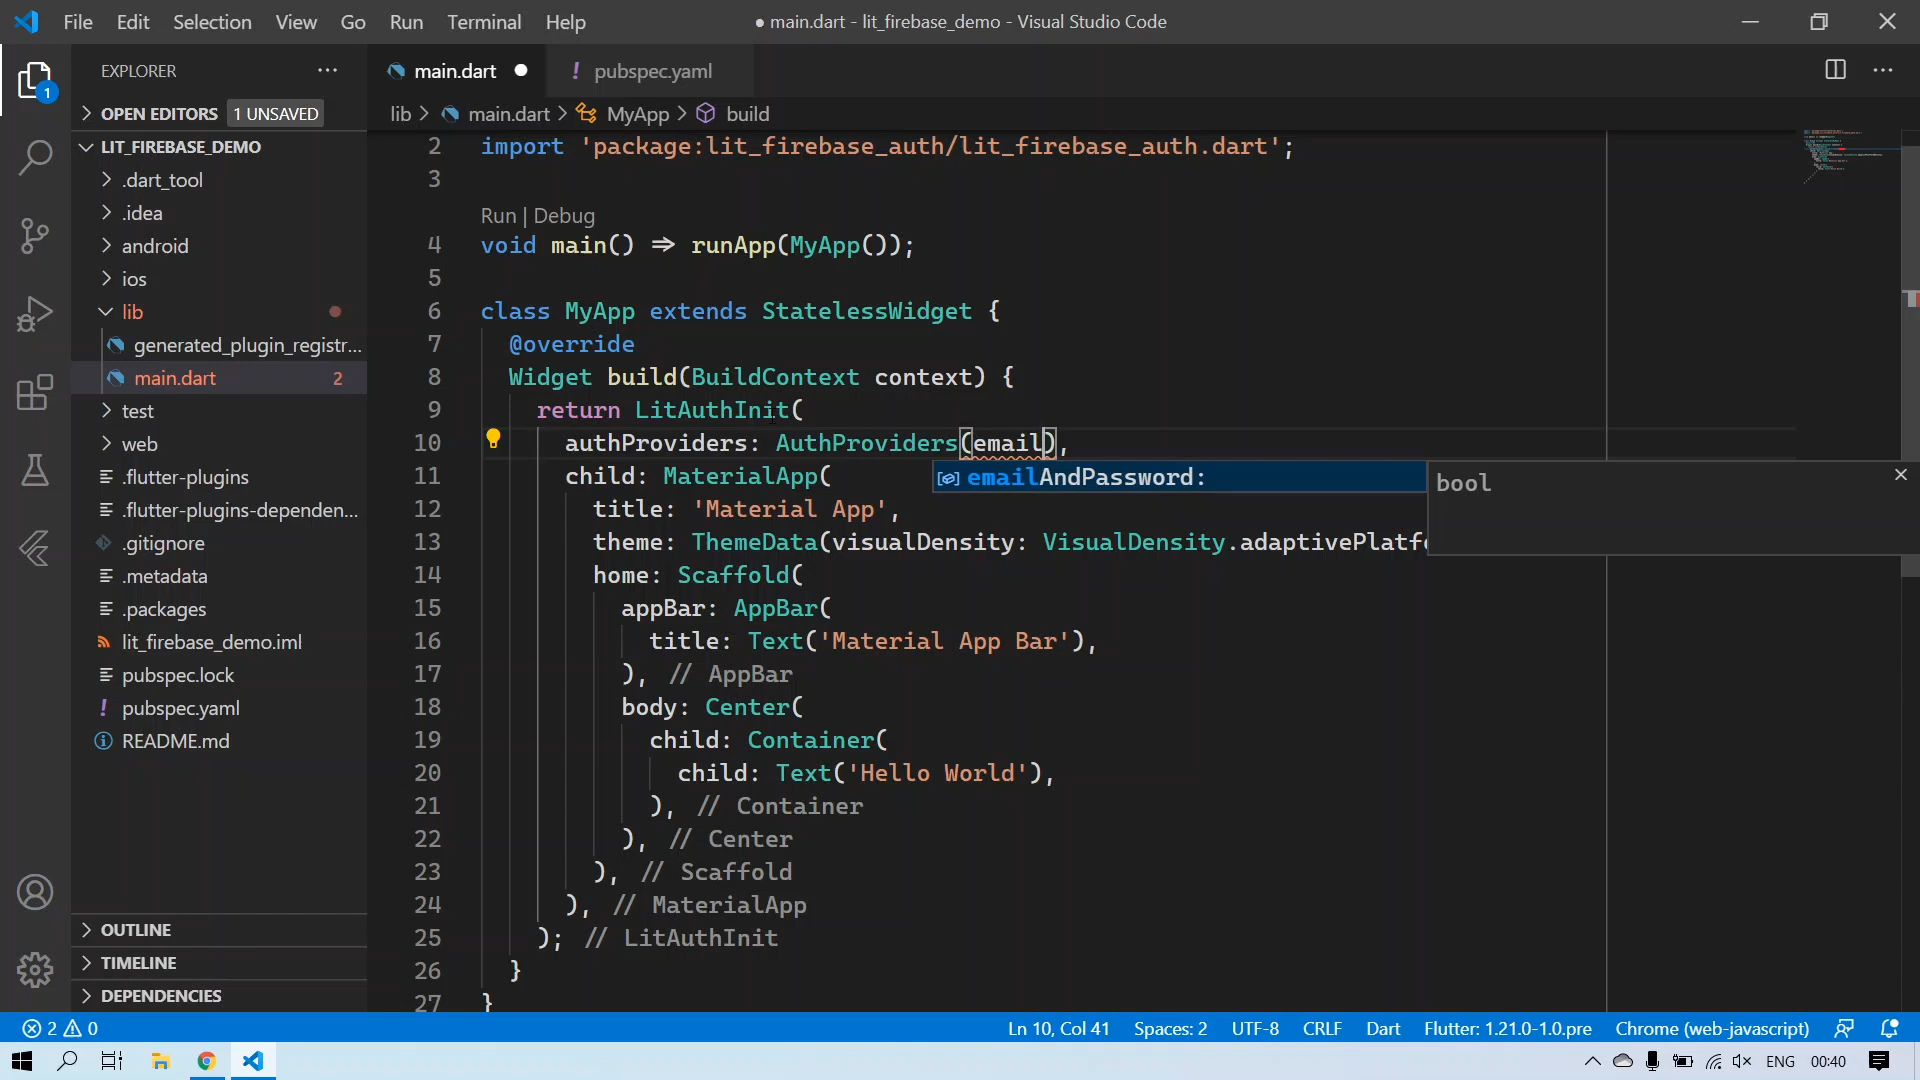 File Edit Selection View Go Run Terminal Help
● main.dart - lit_firebase_demo - Visual Studio Code
1
EXPLORER
OPEN EDITORS 1 UNSAVED
LIT_FIREBASE_DEMO
.dart_tool
.idea
android
ios
lib
generated_plugin_registr...
main.dart 2
test
web
.flutter-plugins
.flutter-plugins-dependen...
.gitignore
.metadata
.packages
lit_firebase_demo.iml
pubspec.lock
pubspec.yaml
README.md
OUTLINE
TIMELINE
DEPENDENCIES
main.dart ● ! pubspec.yaml
lib > main.dart > MyApp > build
2 import 'package:lit_firebase_auth/lit_firebase_auth.dart';
3
Run | Debug
4 void main() => runApp(MyApp());
5
6 class MyApp extends StatelessWidget {
7 @override
8 Widget build(BuildContext context) {
9 return LitAuthInit(
10 authProviders: AuthProviders(email),
emailAndPassword:
bool
11 child: MaterialApp(
12 title: 'Material App',
13 theme: ThemeData(visualDensity: VisualDensity.adaptivePlatf
14 home: Scaffold(
15 appBar: AppBar(
16 title: Text('Material App Bar'),
17 ), // AppBar
18 body: Center(
19 child: Container(
20 child: Text('Hello World'),
21 ), // Container
22 ), // Center
23 ), // Scaffold
24 ), // MaterialApp
25 ); // LitAuthInit
26 }
27 }
2 0
Ln 10, Col 41 Spaces: 2 UTF-8 CRLF Dart Flutter: 1.21.0-1.0.pre Chrome (web-javascript)
ENG 00:40